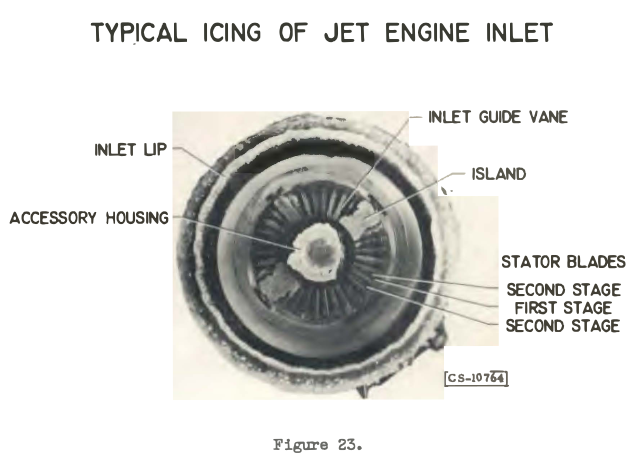 TYPICAL ICING OF JET ENGINE INLET
INLET GUIDE VANE
INLET LIP
ISLAND
ACCESSORY HOUSING
STATOR BLADES
SECOND STAGE
FIRST STAGE
SECOND STAGE
CS-10764
Figure 23.